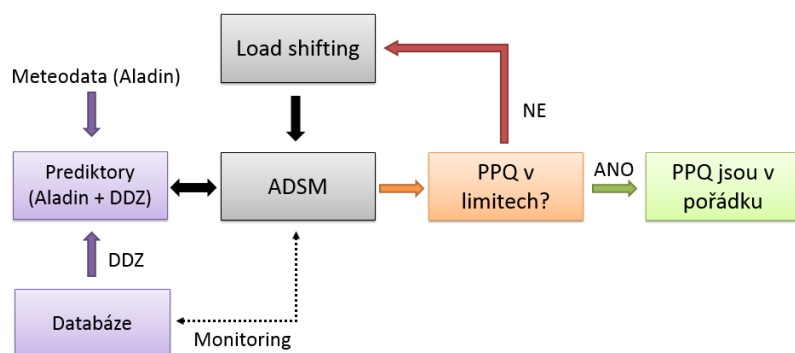 Load shifting
Meteodata (Aladin)
NE
Prediktory
(Aladin + DDZ)
ADSM
PPQ v
limitech?
ANO
PPQ jsou v
pořádku
DDZ
Databáze
Monitoring